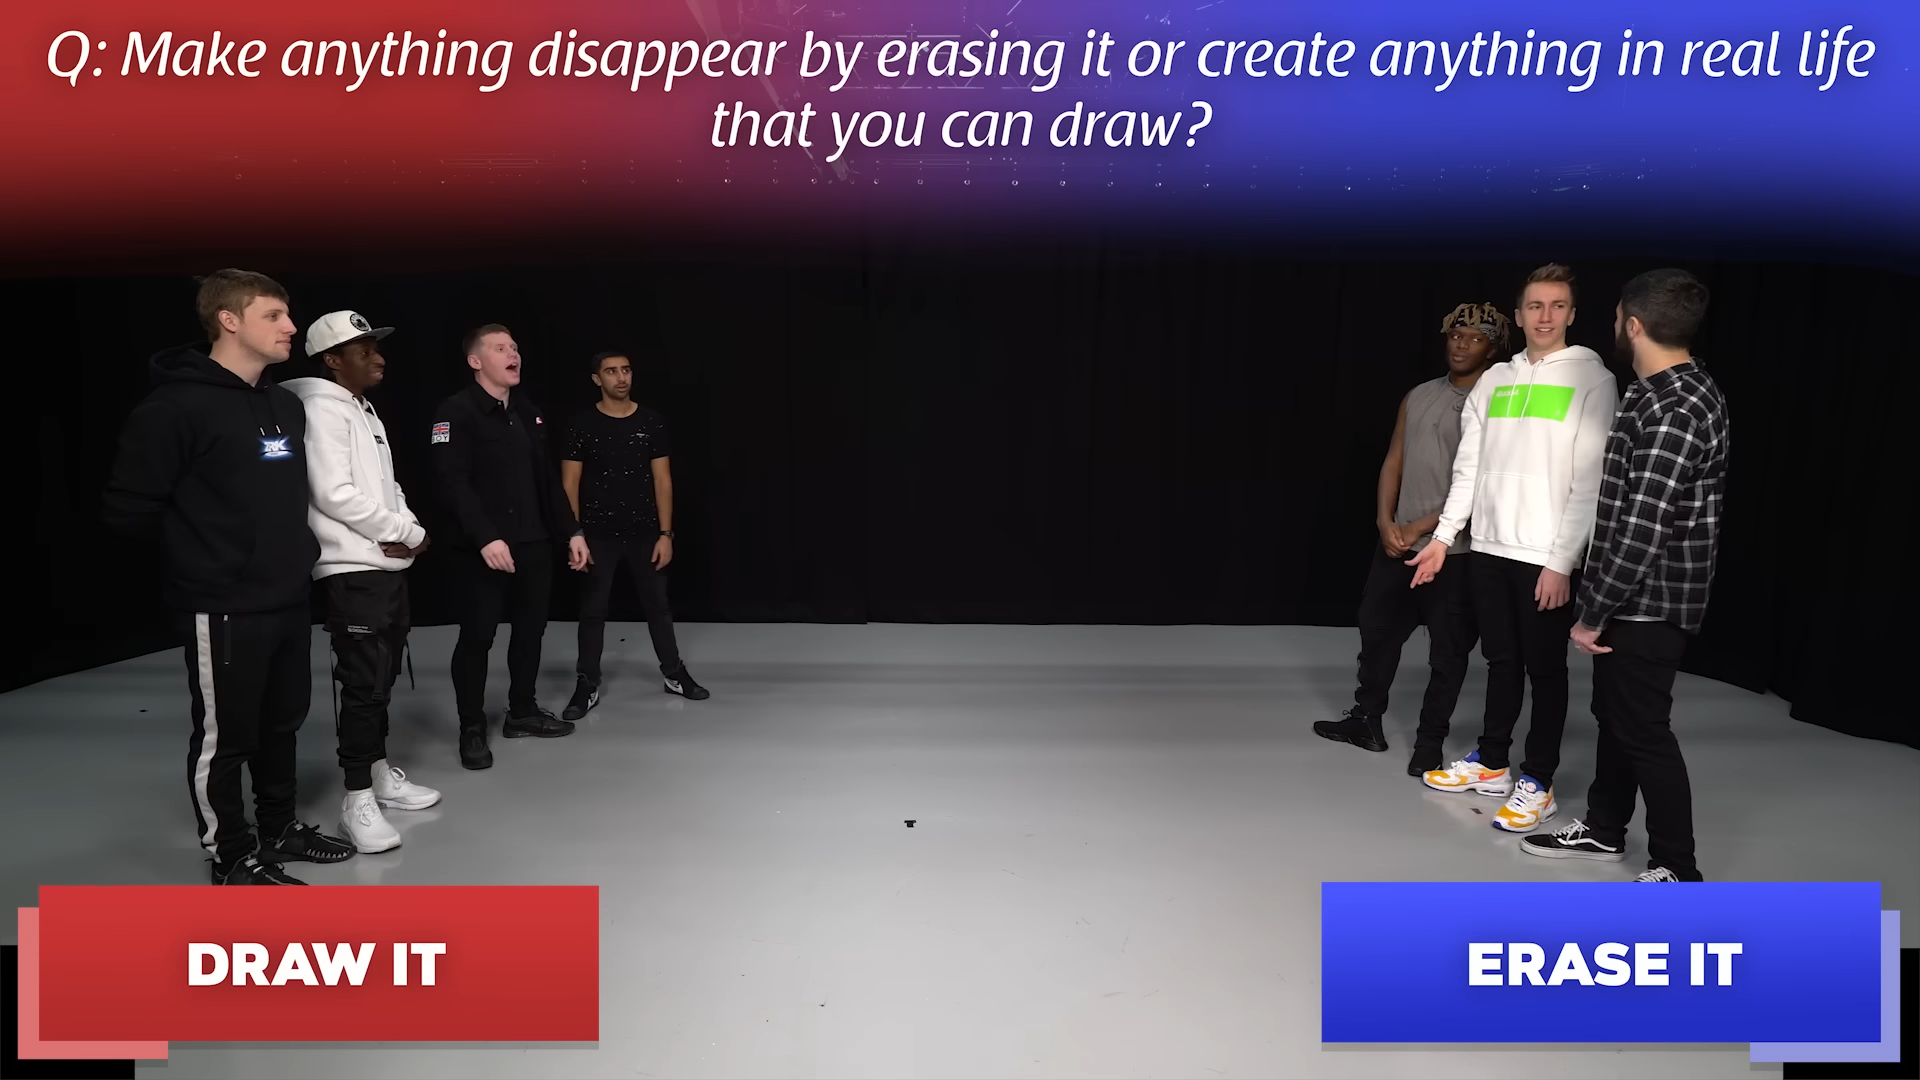 Q: Make anything disappear by erasing it or create anything in real life
that you can draw?
DRAW IT
ERASE IT